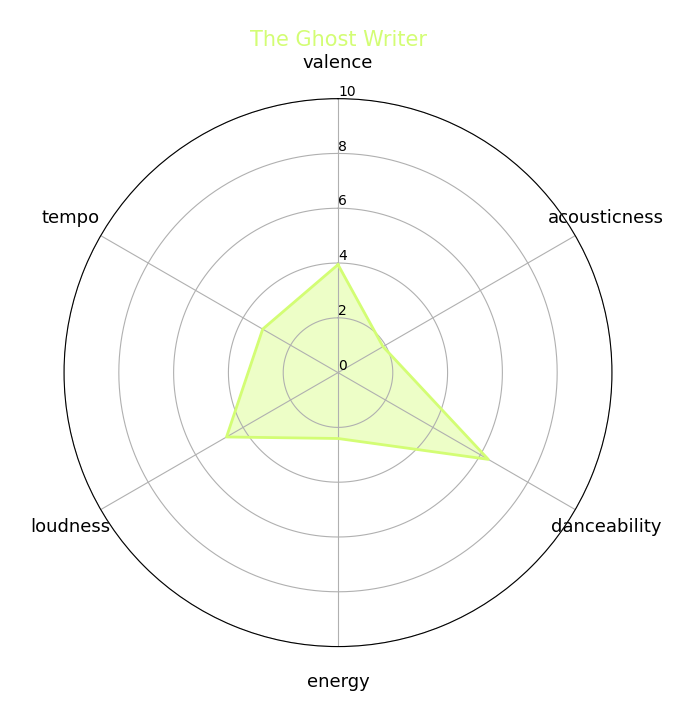 The Ghost Writer
valence
10
8
tempo
6
acousticness
4
2
0
loudness
danceability
energy